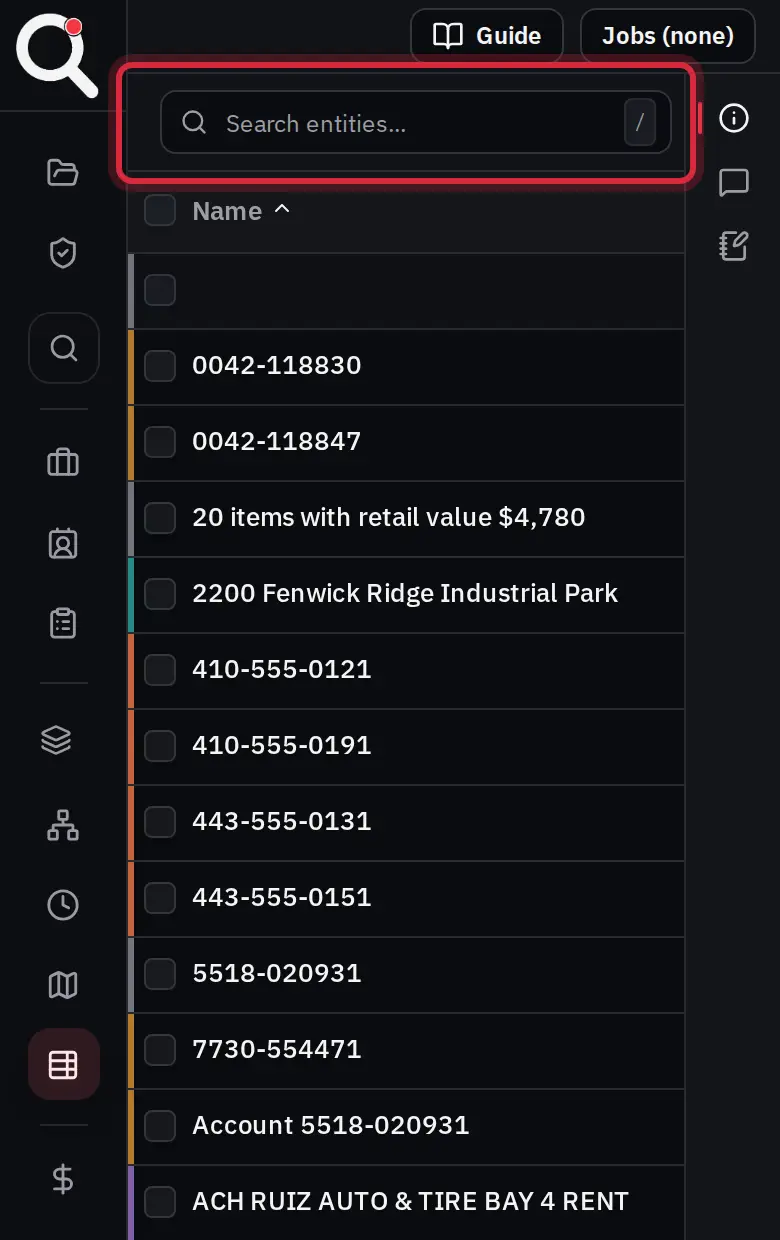 Guide
Jobs (none)
Search entities...
/
Name
0042-118830
0042-118847
20 items with retail value $4,780
2200 Fenwick Ridge Industrial Park
410-555-0121
410-555-0191
443-555-0131
443-555-0151
5518-020931
7730-554471
Account 5518-020931
ACH RUIZ AUTO & TIRE BAY 4 RENT